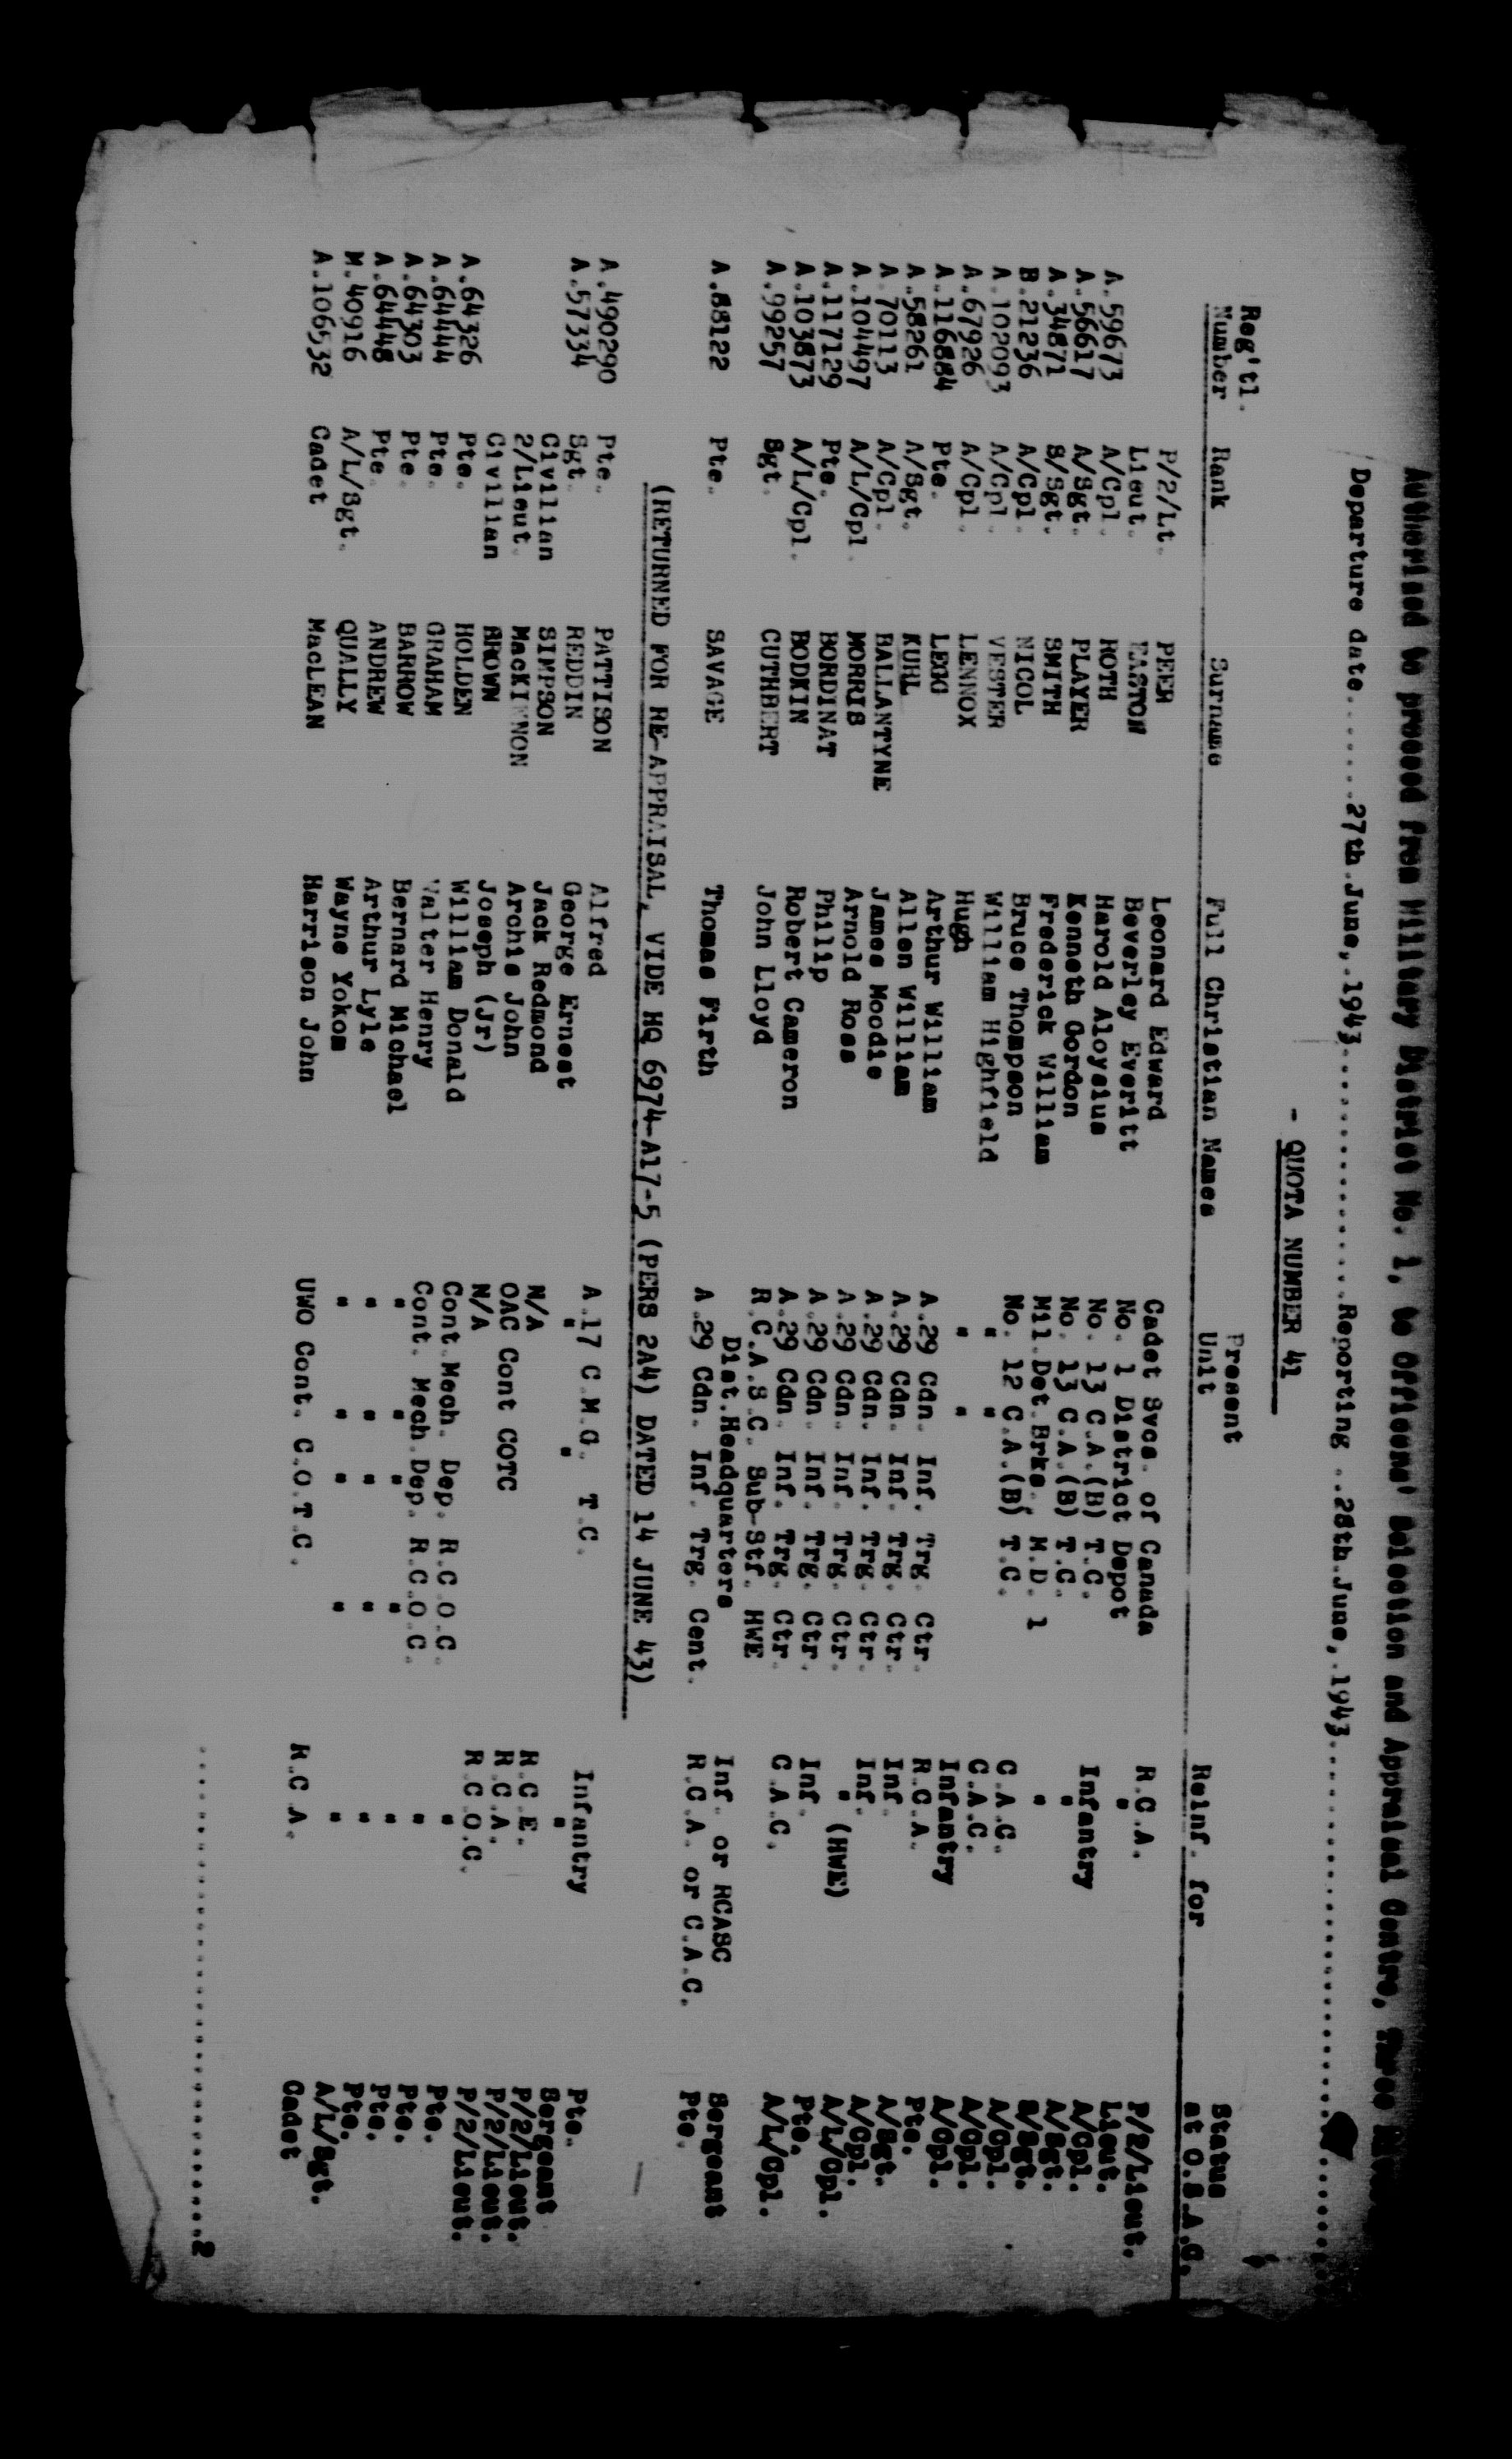 Authorised to proceed from Military District No. 1, to Officers' Selection and Appraisal Centre, Three
Departure date.......27th.June,.1943...............Reporting ..28th.June,.1943...............
- QUOTA NUMBER 41
Reg'tl. Present Status
Number Rank Surname Full Christian Names Unit Reinf. for at O.S.A.C.
P/2/Lt. PEER Leonard Edward Cadet Svcs. of Canada R.C.A. P/2/Lieut.
Lieut. EASTON Beverley Everitt No. 1 District Depot " Lieut.
A.59673 A/Cpl. ROTH Harold Aloysius No. 13 C.A.(B) T.C. Infantry A/Cpl.
A.56617 A/Sgt. PLAYER Kenneth Gordon No. 13 C.A.(B) T.C. " A/Sgt.
A.34871 S/Sgt. SMITH Frederick William Mil.Det.Brks., M.D. 1 " S/Sgt.
B.21236 A/Cpl. NICOL Bruce Thompson No. 12 C.A.(B) T.C. C.A.C. A/Cpl.
A.102093 A/Cpl. VESTER William Highfield " " C.A.C. A/Cpl.
A.67926 A/Cpl. LENNOX Hugh " " Infantry A/Cpl.
A.116884 Pte. LEGG Arthur William A.29 Cdn. Inf. Trg. Ctr. R.C.A. Pte.
A.58261 A/Sgt. KUHL Allen William A.29 Cdn. Inf. Trg. Ctr. Inf. A/Sgt.
A.70113 A/Cpl. BALLANTYNE James Moodie A.29 Cdn. Inf. Trg. Ctr. Inf. A/Cpl.
A.104497 A/L/Cpl. MORRIS Arnold Ross A.29 Cdn. Inf. Trg. Ctr. " (HWE) A/L/Cpl.
A.117129 Pte. BORDINAT Philip A.29 Cdn. Inf. Trg. Ctr. Inf. Pte.
A.103873 A/L/Cpl. BODKIN Robert Cameron A.29 Cdn. Inf. Trg. Ctr. C.A.C. A/L/Cpl.
A.99257 Sgt. CUTHBERT John Lloyd R.C.A.S.C. Sub-Stf. HWE
Dist.Headquarters Inf. or RCASC Sergeant
A.88122 Pte. SAVAGE Thomas Firth A.29 Cdn. Inf. Trg. Cent. R.C.A. or C.A.C. Pte.
(RETURNED FOR RE-APPRAISAL, VIDE HQ 6974-A17-5 (PERS 2A4) DATED 14 JUNE 43)
A.490290 Pte. PATTISON Alfred A.17 C.M.G. T.C. Infantry Pte.
A.57334 Sgt. REDDIN George Ernest " " " Sergeant
Civilian SIMPSON Jack Redmond N/A R.C.E. P/2/Lieut.
2/Lieut. MacKINNON Archie John OAC Cont COTC R.C.A. P/2/Lieut.
Civilian BROWN Joseph (Jr) N/A R.C.O.C. P/2/Lieut.
A.64326 Pte. HOLDEN William Donald Cont.Mech. Dep. R.C.O.C. " Pte.
A.64444 Pte. GRAHAM Walter Henry Cont. Mech.Dep. R.C.O.C. " Pte.
A.64303 Pte. BARROW Bernard Michael " " " " " Pte.
A.64448 Pte. ANDREW Arthur Lyle " " " " " Pte.
M.40916 A/L/Sgt. QUALLY Wayne Yokom " " " " " A/L/Sgt.
A.106532 Cadet MacLEAN Harrison John UWO Cont. C.O.T.C. R.C.A. Cadet
..............................2